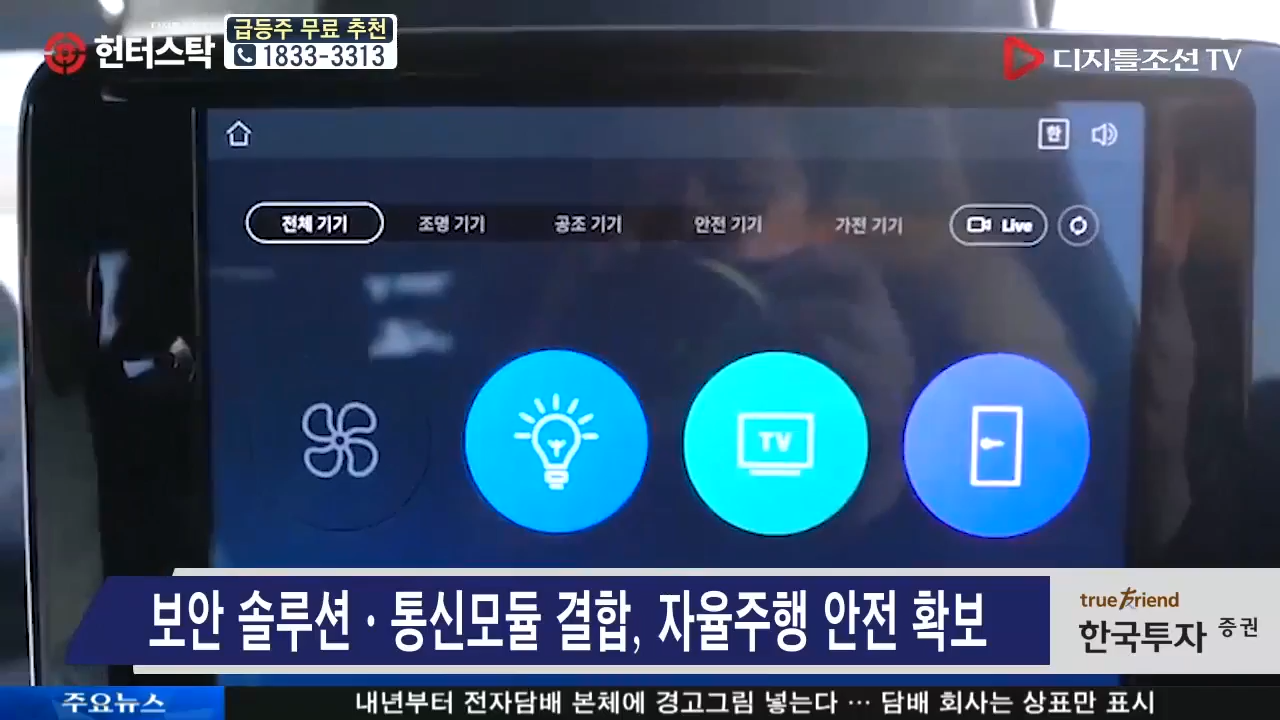 헌터스탁
급등주 무료 추천
1833-3313
디지틀조선 TV
한
전체 기기
조명 기기
공조 기기
안전 기기
가전 기기
Live
TV
보안 솔루션·통신모듈 결합, 자율주행 안전 확보
true friend
한국투자 증권
주요뉴스
내년부터 전자담배 본체에 경고그림 넣는다 … 담배 회사는 상표만 표시